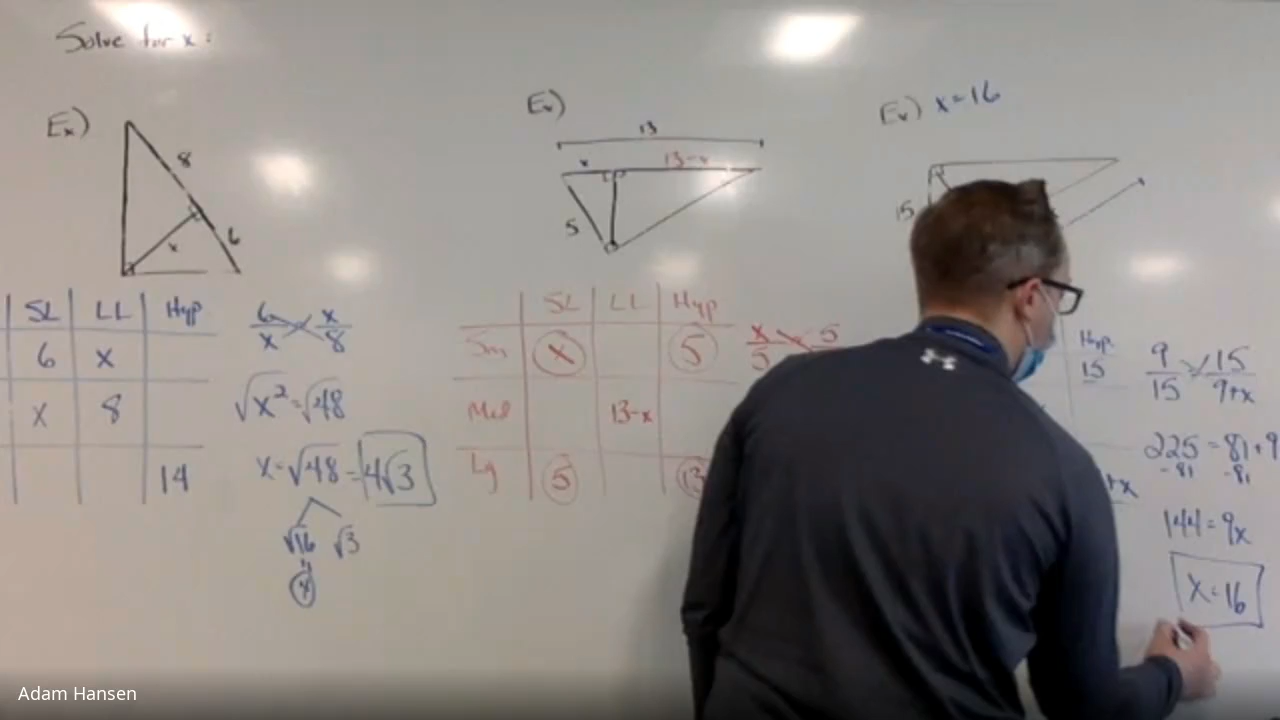 Solve for x:
Ex)
8
x
6
SL LL Hyp
6 x
x 8
14
6/x x/8
√x² = √48
x = √48 = 4√3
√16 √3
4
Ex)
13
x 13-x
5
SL LL Hyp
Sm x 5
Med 13-x
Lg 5 13
x/5 5
Ex) x=16
15
Hyp
15
+x
9/15 15/9+x
225 = 81+9
-81 -81
144 = 9x
x=16
Adam Hansen